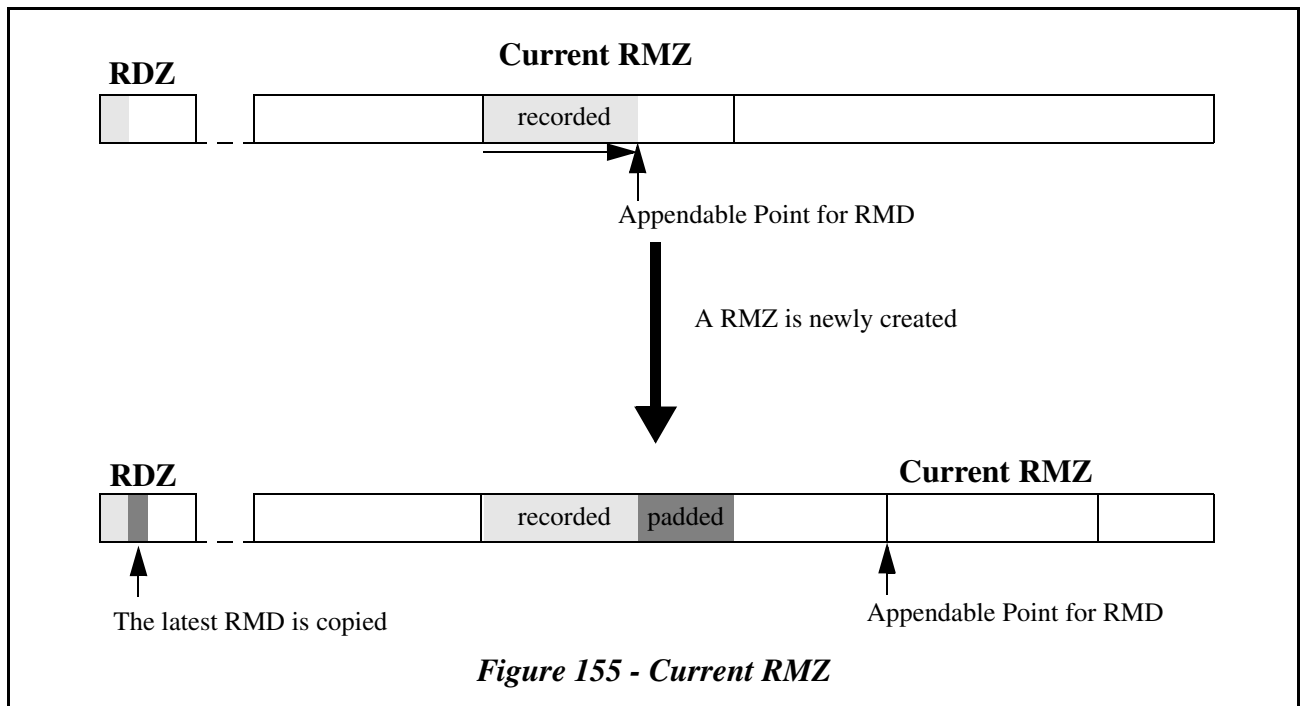 Current RMZ
RDZ
recorded
Appendable Point for RMD
A RMZ is newly created
Current RMZ
RDZ
recorded padded
Appendable Point for RMD
The latest RMD is copied
Figure 155 - Current RMZ